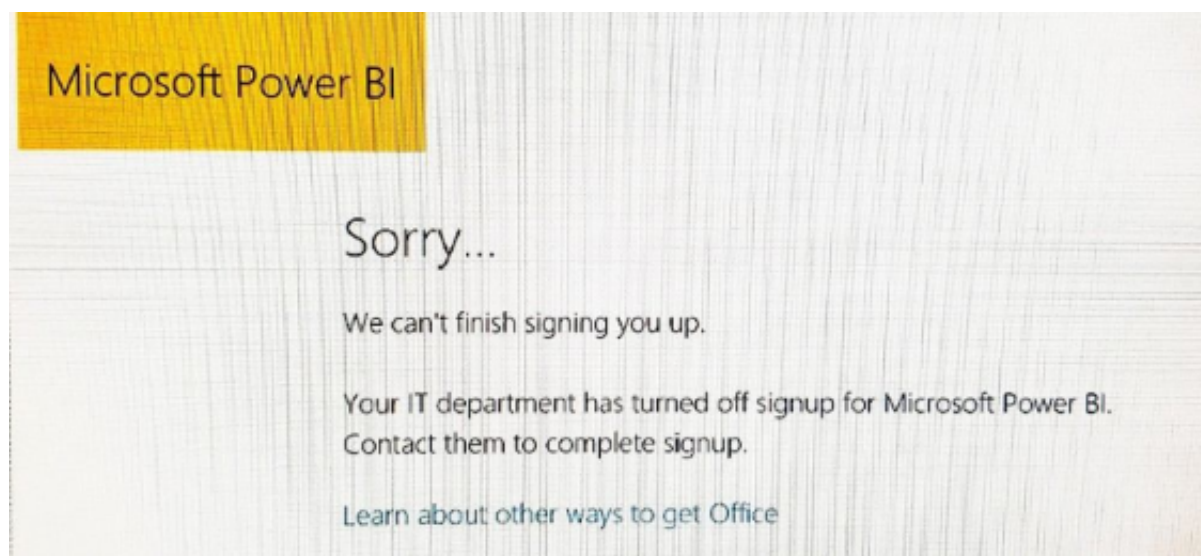 Microsoft Power BI
Sorry...
We can't finish signing you up.
Your IT department has turned off signup for Microsoft Power BI.
Contact them to complete signup.
Learn about other ways to get Office